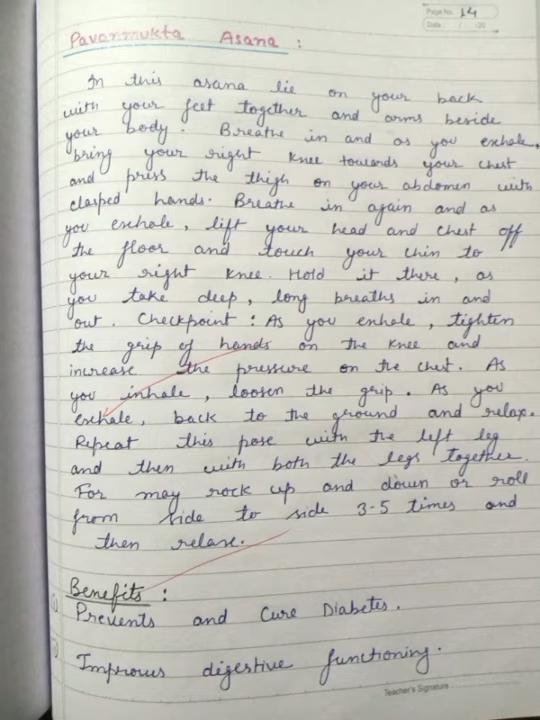 Page No. 14
Date / /20
Pavanmukta Asana :
In this asana lie on your back
with your feet together and arms beside
your body. Breathe in and as you exhale,
bring your right knee towards your chest
and press the thigh on your abdomen with
clasped hands. Breathe in again and as
you exhale, lift your head and chest off
the floor and touch your chin to
your right knee. Hold it there, as
you take deep, long breaths in and
out. Checkpoint : As you exhale, tighten
the grip of hands on the knee and
increase the pressure on the chest. As
you inhale, loosen the grip. As you
exhale, back to the ground and relax.
Repeat this pose with the left leg
and then with both the legs together.
For may rock up and down or roll
from side to side 3-5 times and
then relax.
Benefits :
Prevents and Cure Diabetes.
Improves digestive functioning.
Teacher's Signature